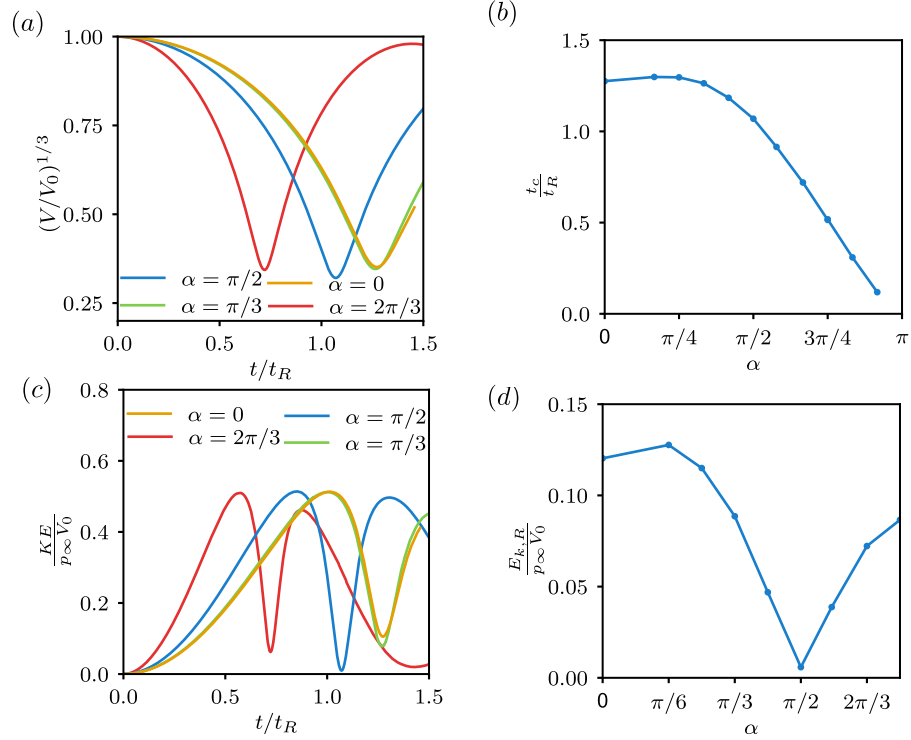 (a)
(V/V_0)^{1/3}
1.00
0.75
0.50
0.25
α = π/2
α = 0
α = π/3
α = 2π/3
0.0 0.5 1.0 1.5
t/t_R
(b)
t_c/t_R
1.5
1.0
0.5
0.0
0 π/4 π/2 3π/4 π
α
(c)
KE/p_∞V_0
0.8
0.6
0.4
0.2
0.0
α = 0
α = π/2
α = 2π/3
α = π/3
0.0 0.5 1.0 1.5
t/t_R
(d)
E_{k,R}/p_∞V_0
0.15
0.10
0.05
0.00
0 π/6 π/3 π/2 2π/3
α